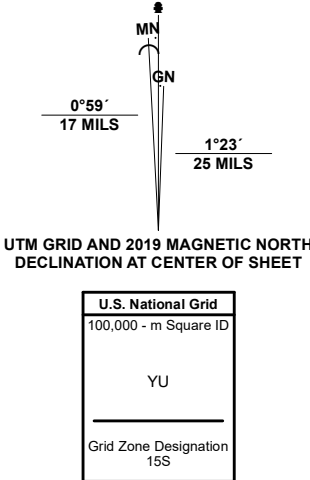 MN
GN
0°59´
17 MILS
1°23´
25 MILS
UTM GRID AND 2019 MAGNETIC NORTH
DECLINATION AT CENTER OF SHEET
U.S. National Grid
100,000 - m Square ID
YU
Grid Zone Designation
15S